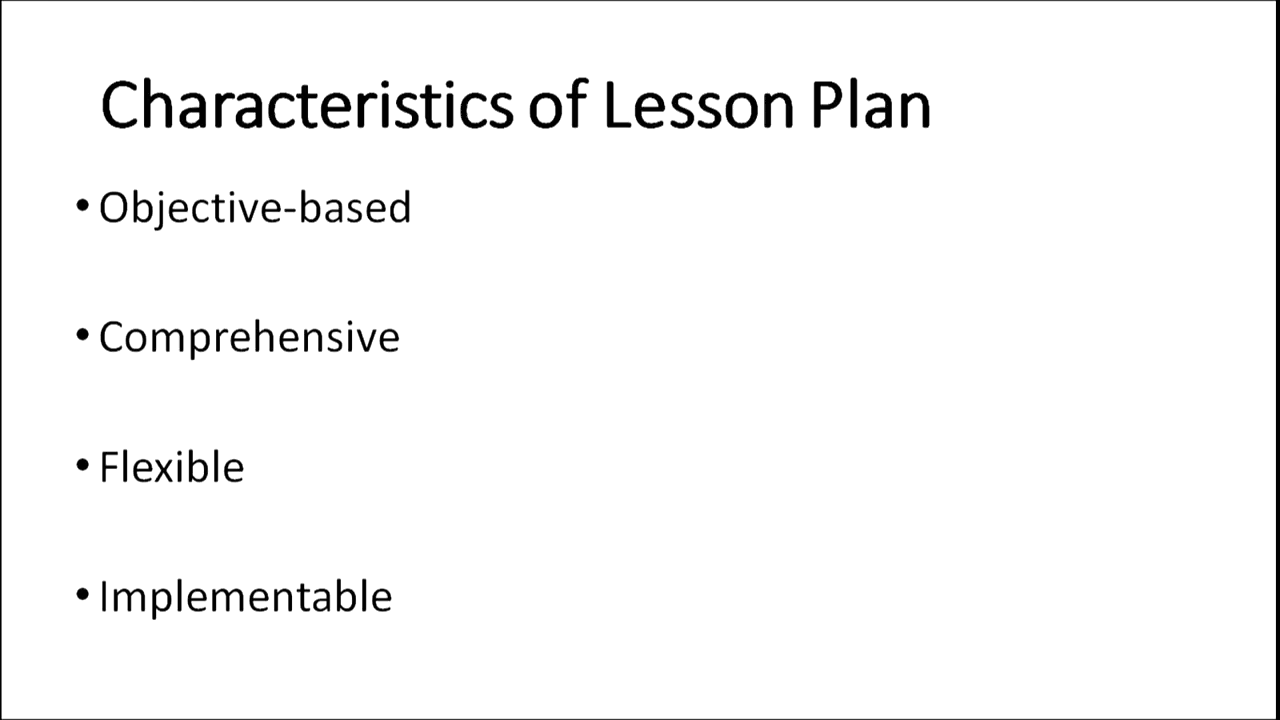 Characteristics of Lesson Plan
• Objective-based
• Comprehensive
• Flexible
• Implementable